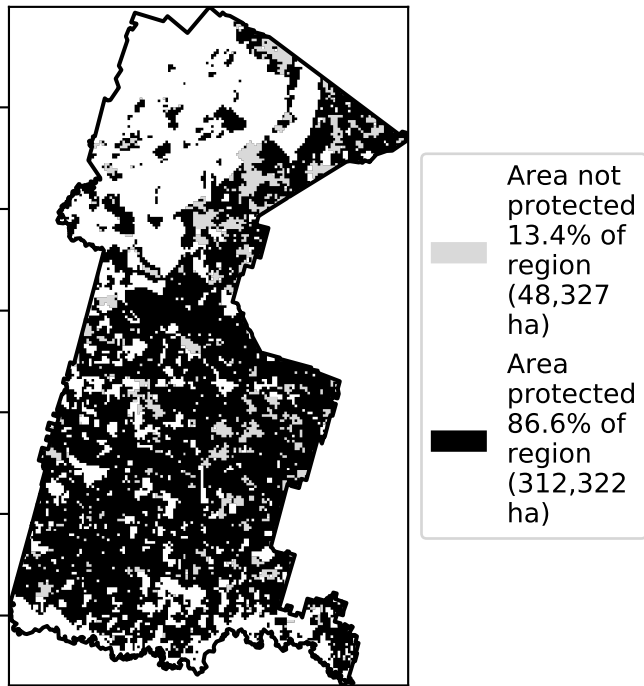 Area not
protected
13.4% of
region
(48,327
ha)
Area
protected
86.6% of
region
(312,322
ha)